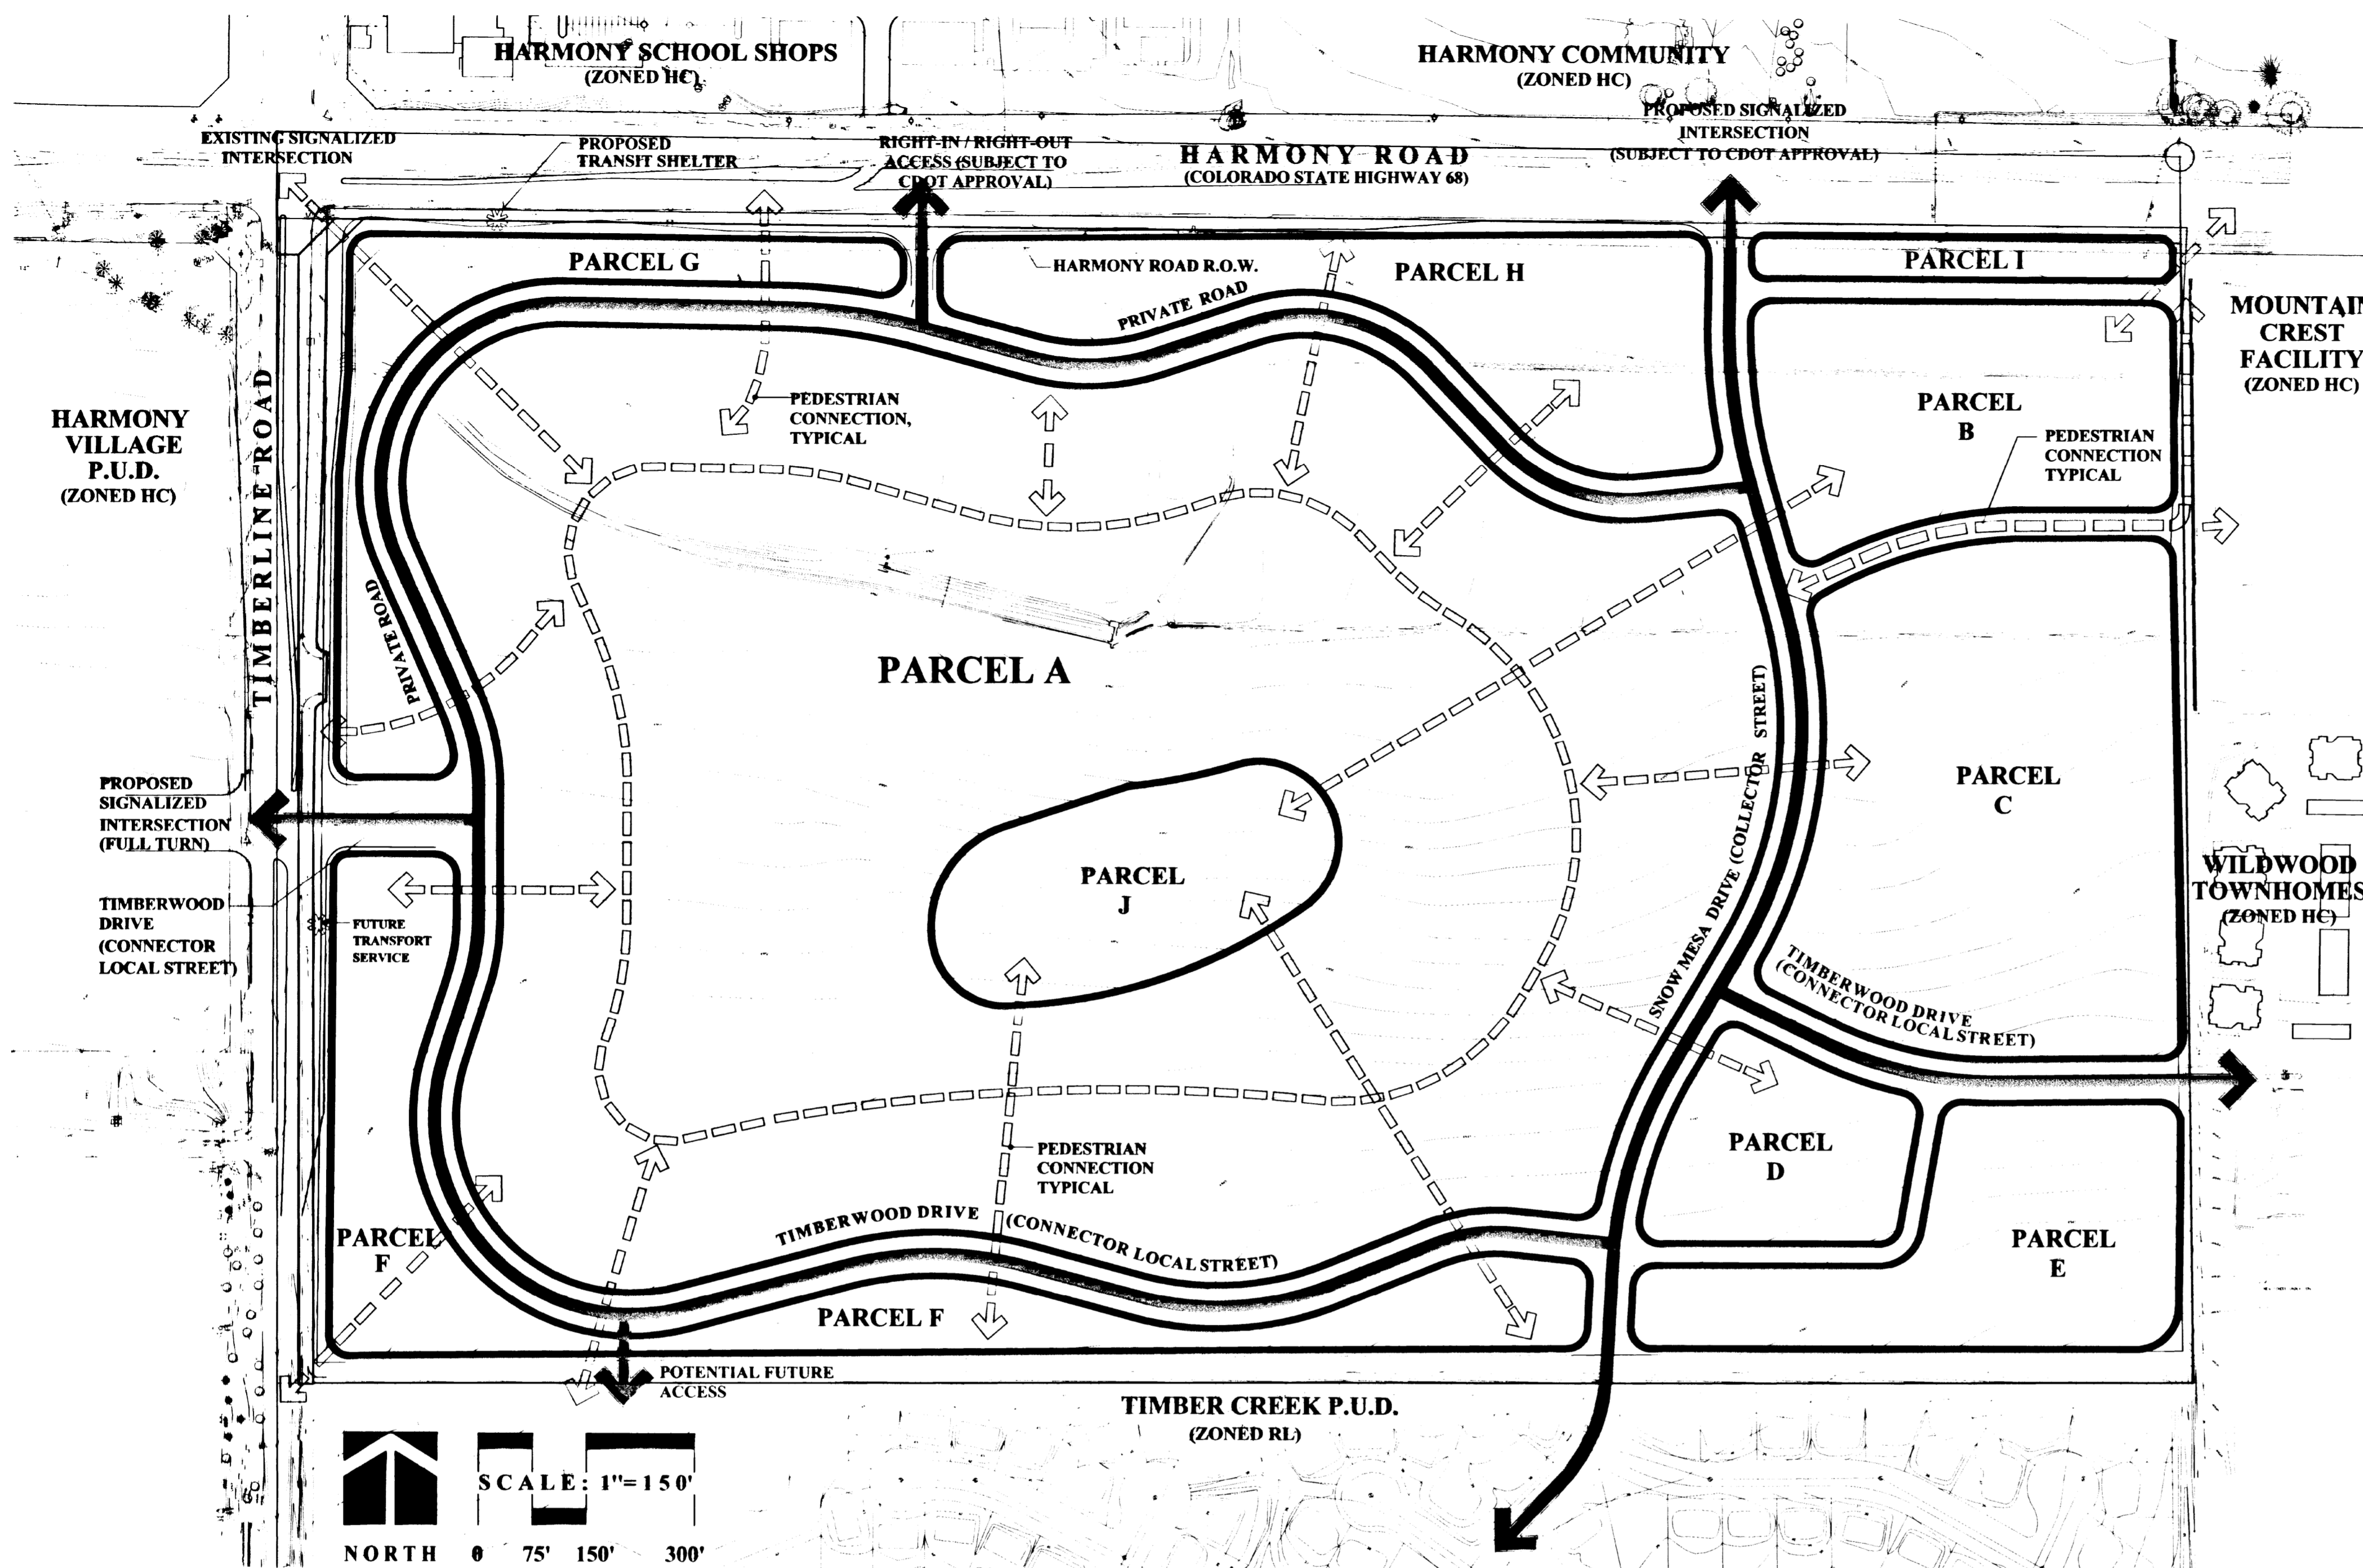 HARMONY SCHOOL SHOPS
(ZONED HC)
HARMONY COMMUNITY
(ZONED HC)
EXISTING SIGNALIZED
INTERSECTION
PROPOSED
TRANSIT SHELTER
RIGHT-IN / RIGHT-OUT
ACCESS (SUBJECT TO
CDOT APPROVAL)
HARMONY ROAD
(COLORADO STATE HIGHWAY 68)
PROPOSED SIGNALIZED
INTERSECTION
(SUBJECT TO CDOT APPROVAL)
PARCEL G
HARMONY ROAD R.O.W.
PARCEL H
PARCEL I
PRIVATE ROAD
MOUNTAIN
CREST
FACILITY
(ZONED HC)
HARMONY
VILLAGE
P.U.D.
(ZONED HC)
TIMBERLINE ROAD
PEDESTRIAN
CONNECTION,
TYPICAL
PARCEL
B
PEDESTRIAN
CONNECTION
TYPICAL
PRIVATE ROAD
PARCEL A
SNOW MESA DRIVE (COLLECTOR STREET)
PARCEL
C
PROPOSED
SIGNALIZED
INTERSECTION
(FULL TURN)
PARCEL
J
WILDWOOD
TOWNHOMES
(ZONED HC)
TIMBERWOOD
DRIVE
(CONNECTOR
LOCAL STREET)
FUTURE
TRANSFORT
SERVICE
TIMBERWOOD DRIVE
(CONNECTOR LOCAL STREET)
PARCEL
D
PEDESTRIAN
CONNECTION
TYPICAL
PARCEL
F
TIMBERWOOD DRIVE (CONNECTOR LOCAL STREET)
PARCEL
E
PARCEL F
POTENTIAL FUTURE
ACCESS
TIMBER CREEK P.U.D.
(ZONED RL)
SCALE: 1"=150'
NORTH 0 75' 150' 300'